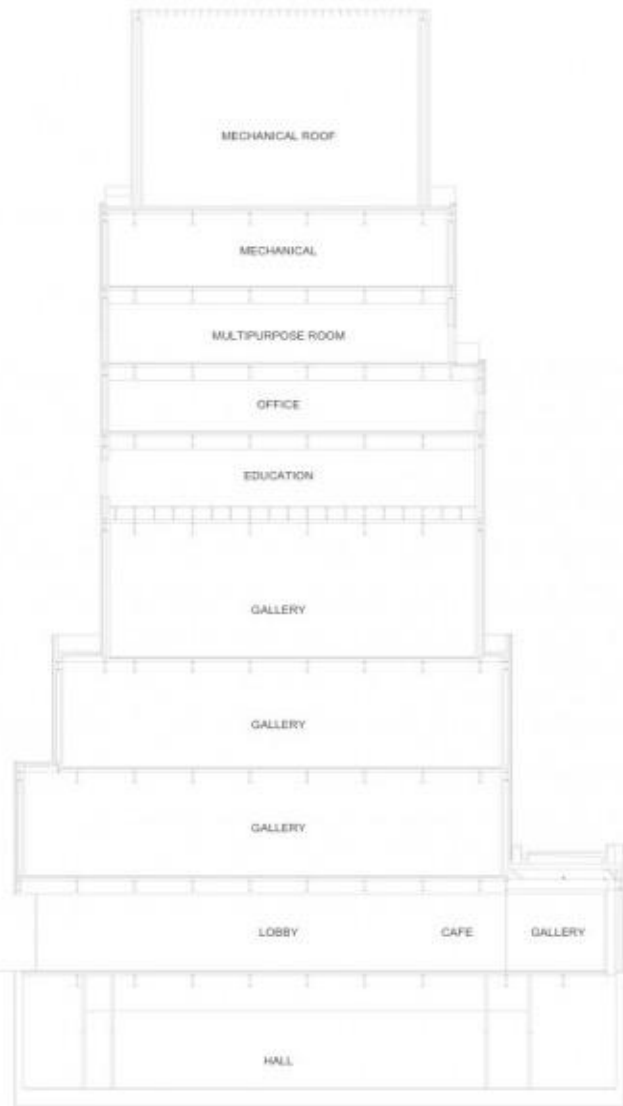 MECHANICAL ROOF
MECHANICAL
MULTIPURPOSE ROOM
OFFICE
EDUCATION
GALLERY
GALLERY
GALLERY
LOBBY CAFE GALLERY
HALL